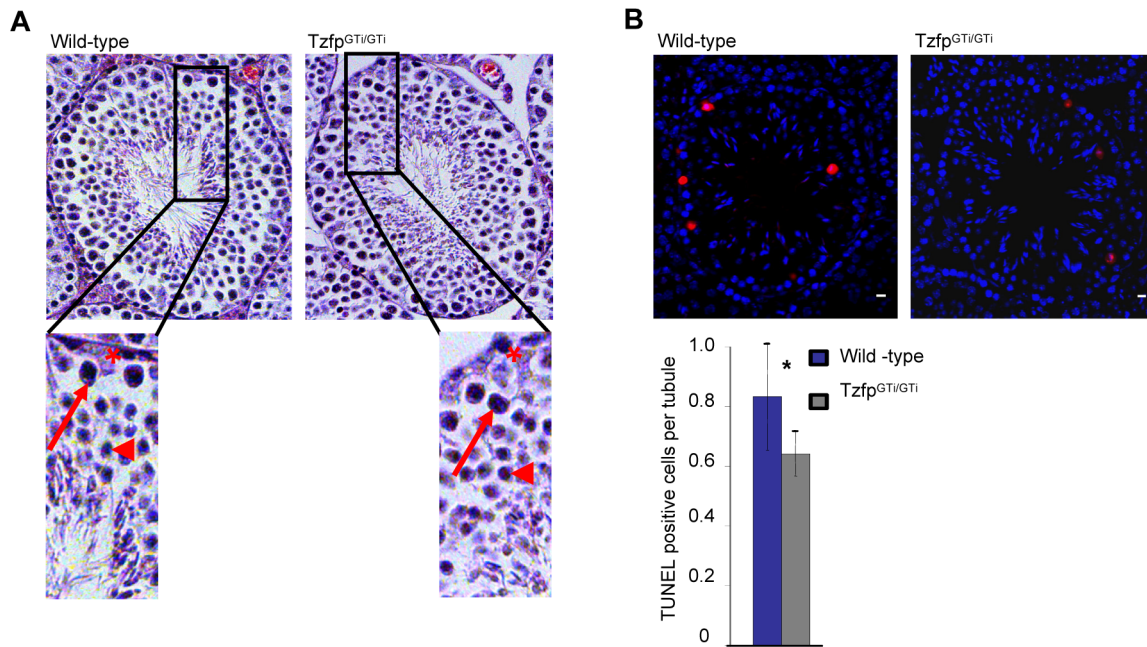 A
Wild-type
Tzfp^GTi/GTi
*
*
B
Wild-type
Tzfp^GTi/GTi
TUNEL positive cells per tubule
1.0
0.8
0.6
0.4
0.2
0
*
Wild -type
Tzfp^GTi/GTi